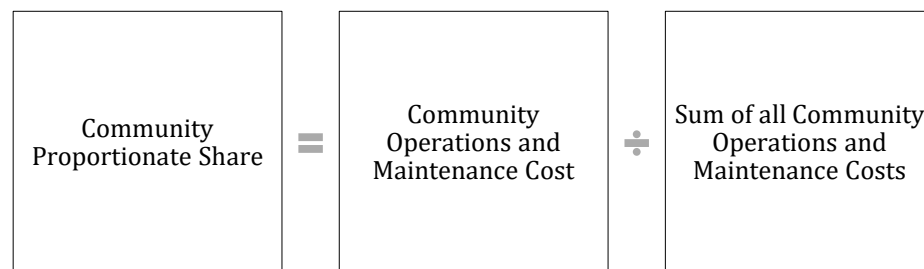 Community
Proportionate Share
=
Community
Operations and
Maintenance Cost
÷
Sum of all Community
Operations and
Maintenance Costs